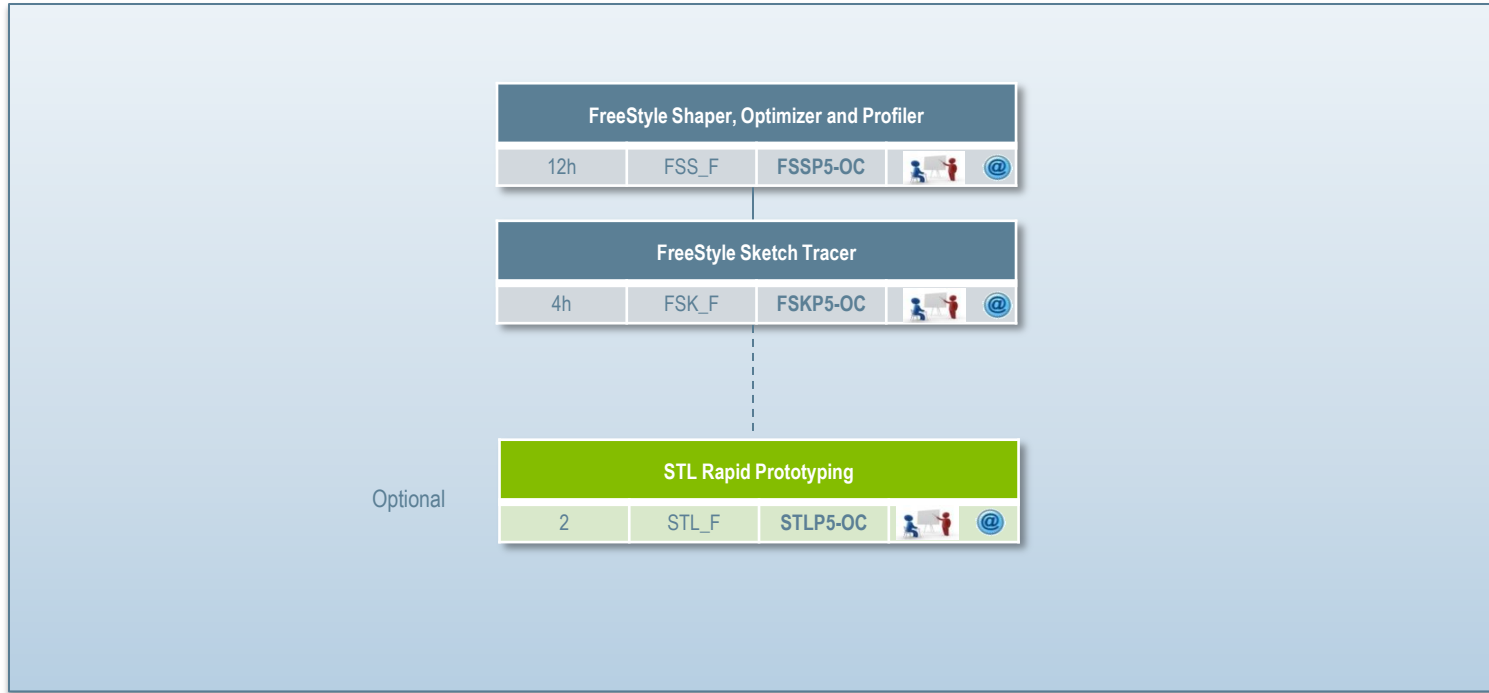 FreeStyle Shaper, Optimizer and Profiler
12h FSS_F FSSP5-OC @
FreeStyle Sketch Tracer
4h FSK_F FSKP5-OC @
STL Rapid Prototyping
Optional
2 STL_F STLP5-OC @